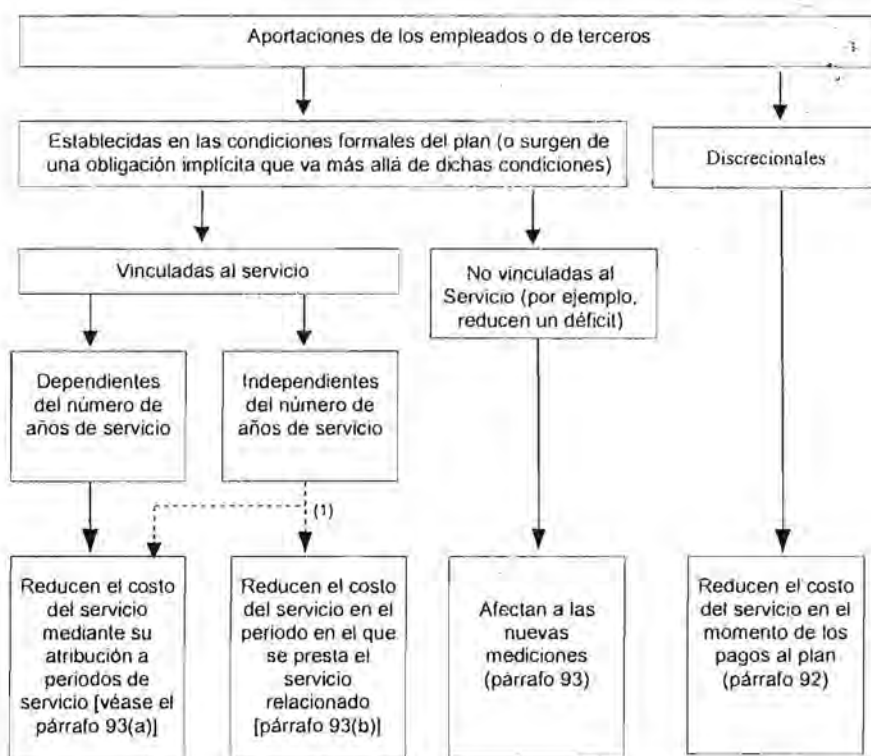 Aportaciones de los empleados o de terceros
Establecidas en las condiciones formales del plan (o surgen de
una obligación implícita que va más allá de dichas condiciones)
Discrecionales
Vinculadas al servicio
No vinculadas al
Servicio (por ejemplo,
reducen un déficit)
Dependientes
del número de
años de servicio
Independientes
del número de
años de servicio
(1)
Reducen el costo
del servicio
mediante su
atribución a
periodos de
servicio [véase el
párrafo 93(a)]
Reducen el costo
del servicio en el
periodo en el que
se presta el
servicio
relacionado
[párrafo 93(b)]
Afectan a las
nuevas
mediciones
(párrafo 93)
Reducen el costo
del servicio en el
momento de los
pagos al plan
(párrafo 92)